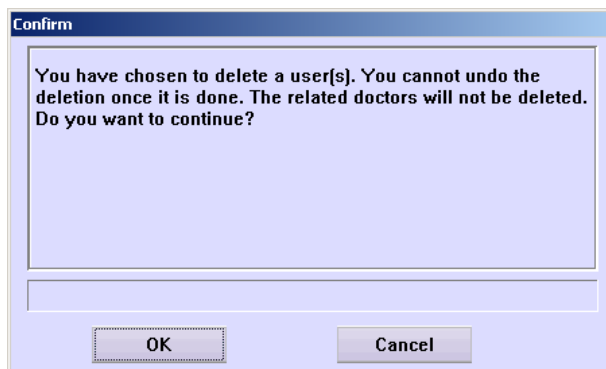 Confirm
You have chosen to delete a user(s). You cannot undo the
deletion once it is done. The related doctors will not be deleted.
Do you want to continue?
OK
Cancel